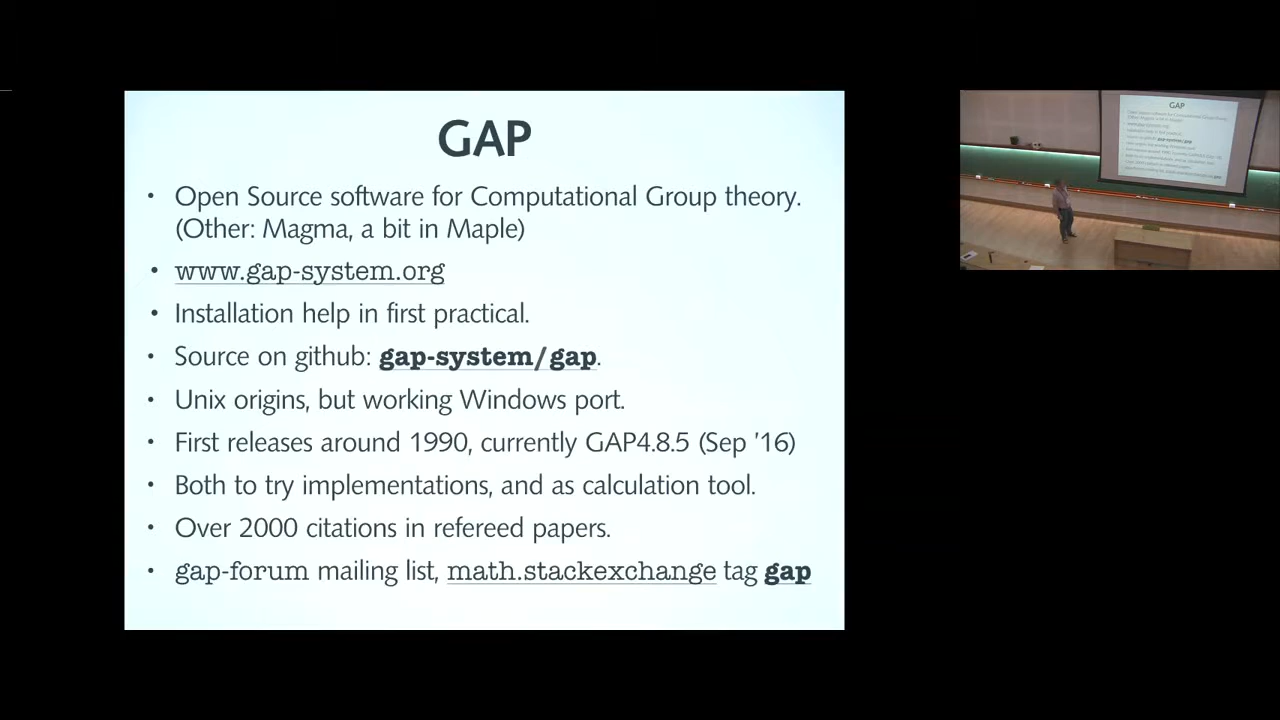 GAP
• Open Source software for Computational Group theory.
(Other: Magma, a bit in Maple)
• www.gap-system.org
• Installation help in first practical.
• Source on github: gap-system/gap.
• Unix origins, but working Windows port.
• First releases around 1990, currently GAP4.8.5 (Sep ’16)
• Both to try implementations, and as calculation tool.
• Over 2000 citations in refereed papers.
• gap-forum mailing list, math.stackexchange tag gap
GAP